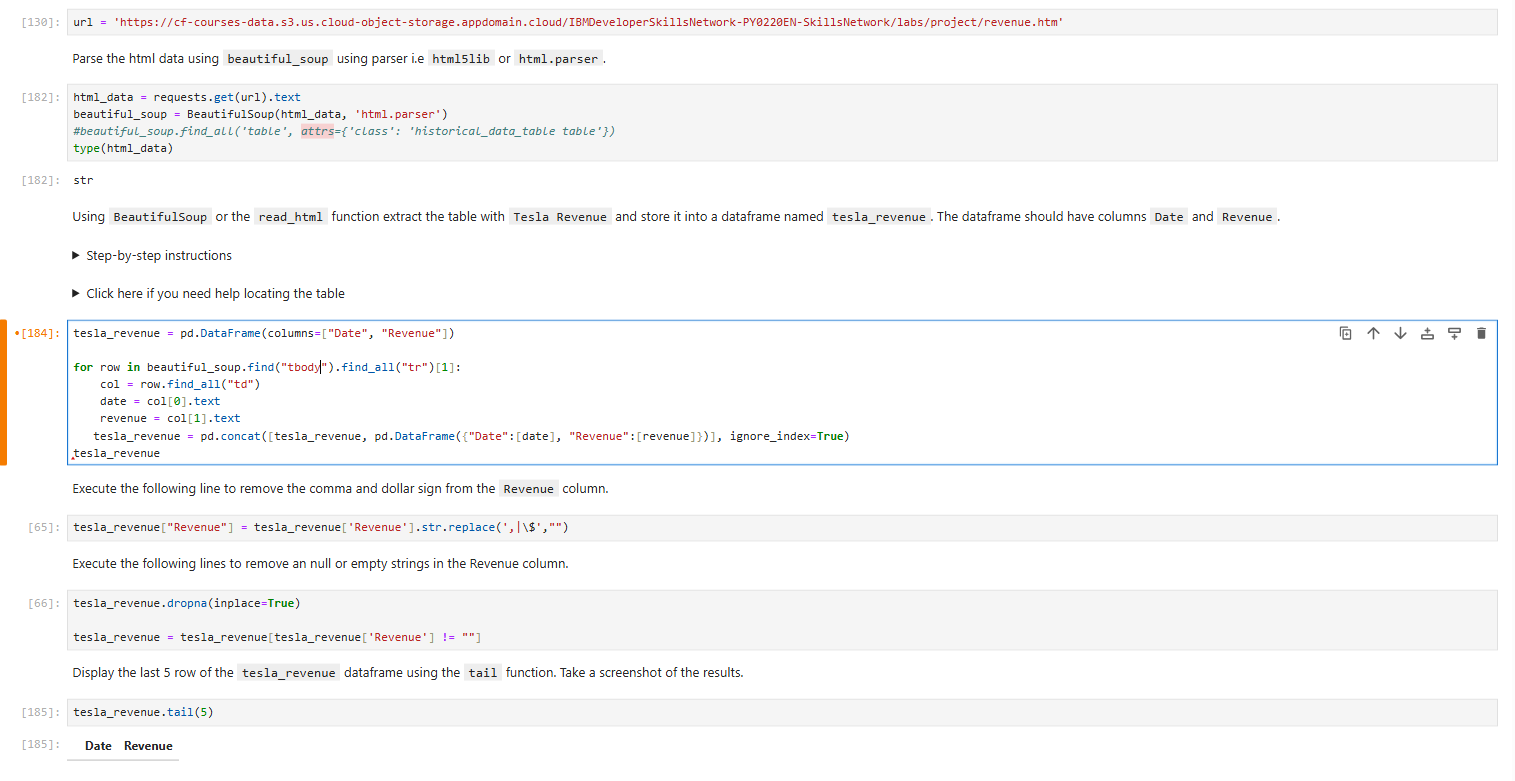 [130]: url = 'https://cf-courses-data.s3.us.cloud-object-storage.appdomain.cloud/IBMDeveloperSkillsNetwork-PY0220EN-SkillsNetwork/labs/project/revenue.htm'
Parse the html data using beautiful_soup using parser i.e html5lib or html.parser.
[182]: html_data = requests.get(url).text
beautiful_soup = BeautifulSoup(html_data, 'html.parser')
#beautiful_soup.find_all('table', attrs={'class': 'historical_data_table table'})
type(html_data)
[182]: str
Using BeautifulSoup or the read_html function extract the table with Tesla Revenue and store it into a dataframe named tesla_revenue. The dataframe should have columns Date and Revenue.
▶ Step-by-step instructions
▶ Click here if you need help locating the table
•[184]: tesla_revenue = pd.DataFrame(columns=["Date", "Revenue"])
for row in beautiful_soup.find("tbody").find_all("tr")[1]:
    col = row.find_all("td")
    date = col[0].text
    revenue = col[1].text
   tesla_revenue = pd.concat([tesla_revenue, pd.DataFrame({"Date":[date], "Revenue":[revenue]})], ignore_index=True)
tesla_revenue
Execute the following line to remove the comma and dollar sign from the Revenue column.
[65]: tesla_revenue["Revenue"] = tesla_revenue['Revenue'].str.replace(',|\$',"")
Execute the following lines to remove an null or empty strings in the Revenue column.
[66]: tesla_revenue.dropna(inplace=True)
tesla_revenue = tesla_revenue[tesla_revenue['Revenue'] != ""]
Display the last 5 row of the tesla_revenue dataframe using the tail function. Take a screenshot of the results.
[185]: tesla_revenue.tail(5)
[185]: Date Revenue